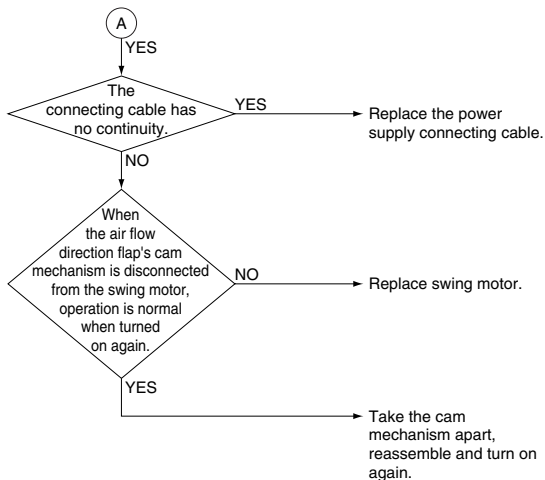 A
YES
The
connecting cable has
no continuity.
YES
Replace the power
supply connecting cable.
NO
When
the air flow
direction flap's cam
mechanism is disconnected
from the swing motor,
operation is normal
when turned
on again.
NO
Replace swing motor.
YES
Take the cam
mechanism apart,
reassemble and turn on
again.